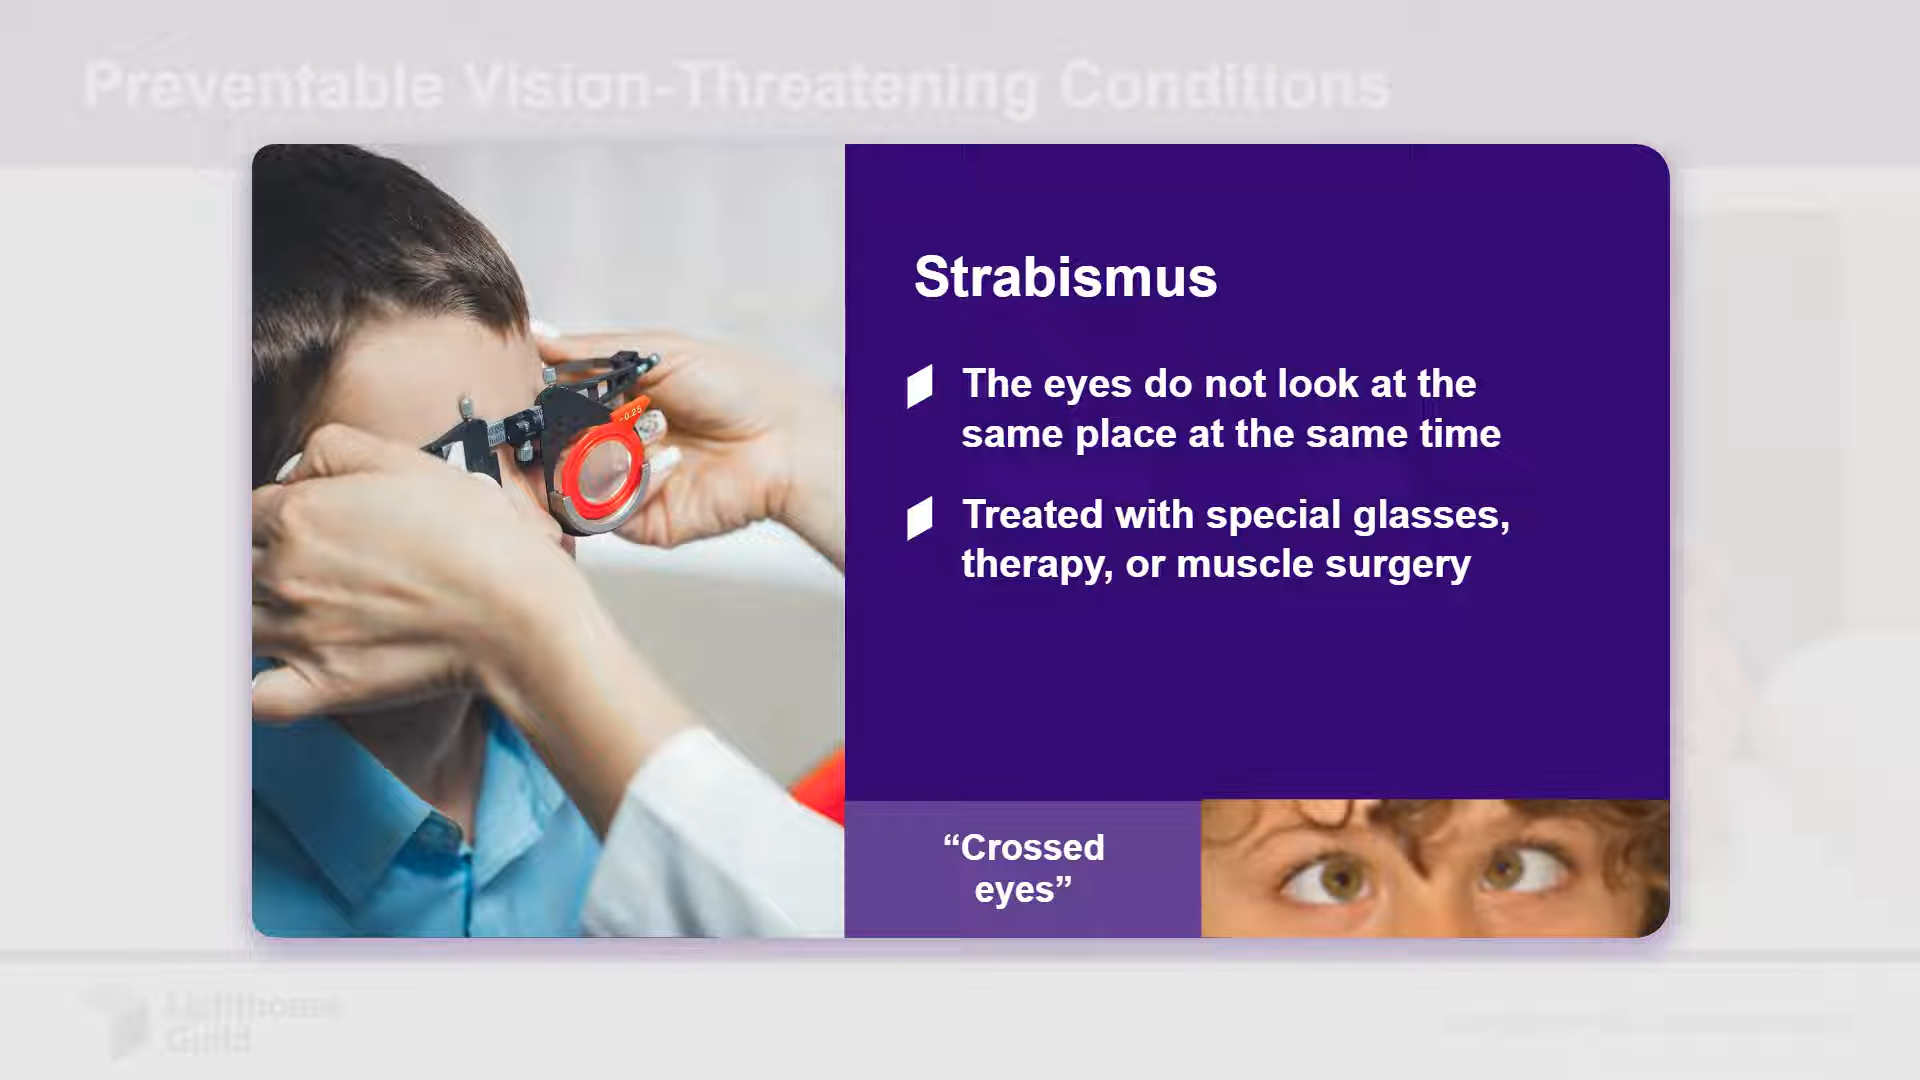 Preventable Vision-Threatening Conditions
Strabismus
The eyes do not look at the
same place at the same time
Treated with special glasses,
therapy, or muscle surgery
“Crossed
eyes”
Guild